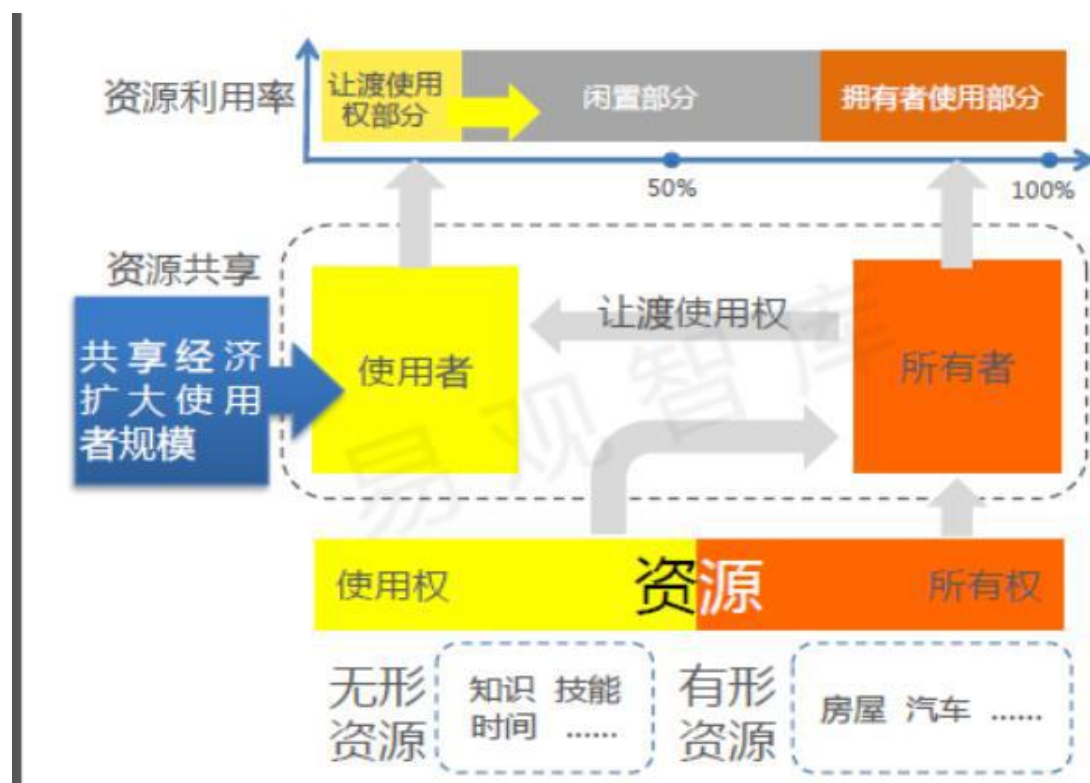 资源利用率
让渡使用
权部分
闲置部分
拥有者使用部分
50%
100%
资源共享
共享经济
扩大使用
者规模
使用者
让渡使用权
所有者
易观智库
使用权
资源
所有权
无形
资源
知识 技能
时间 ......
有形
资源
房屋 汽车 ......